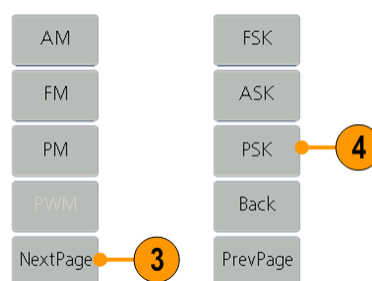 AM
FM
PM
PWM
NextPage
3
FSK
ASK
PSK
4
Back
PrevPage